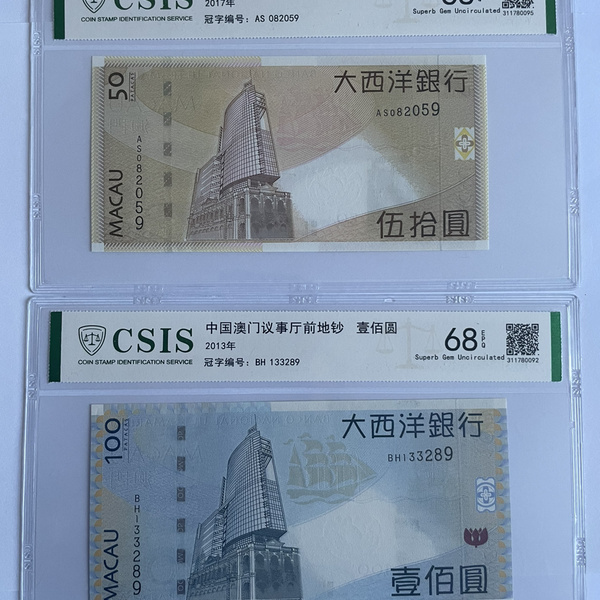 CSIS
COIN STAMP IDENTIFICATION SERVICE
2017年
冠字编号：AS 082059
Superb Gem Uncirculated
311780095
50
PATACAS
大西洋銀行
AS082059
AS082059
MACAU
伍拾圓
CSIS
COIN STAMP IDENTIFICATION SERVICE
中国澳门议事厅前地钞 壹佰圆
2013年
冠字编号：BH 133289
68 EPQ
Superb Gem Uncirculated
311780092
100
PATACAS
大西洋銀行
BH133289
BH133289
MACAU
壹佰圓